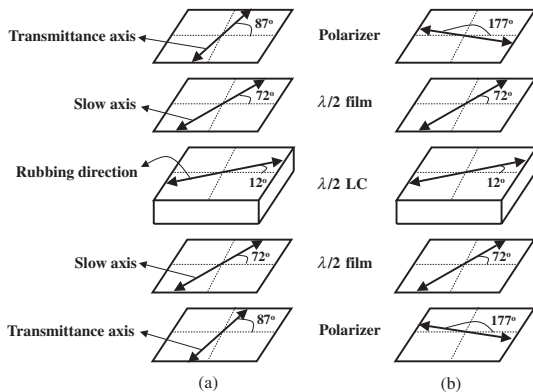 Transmittance axis 87° Polarizer 177°
Slow axis 72° λ/2 film 72°
Rubbing direction 12° λ/2 LC 12°
Slow axis 72° λ/2 film 72°
Transmittance axis 87° Polarizer 177°
(a) (b)